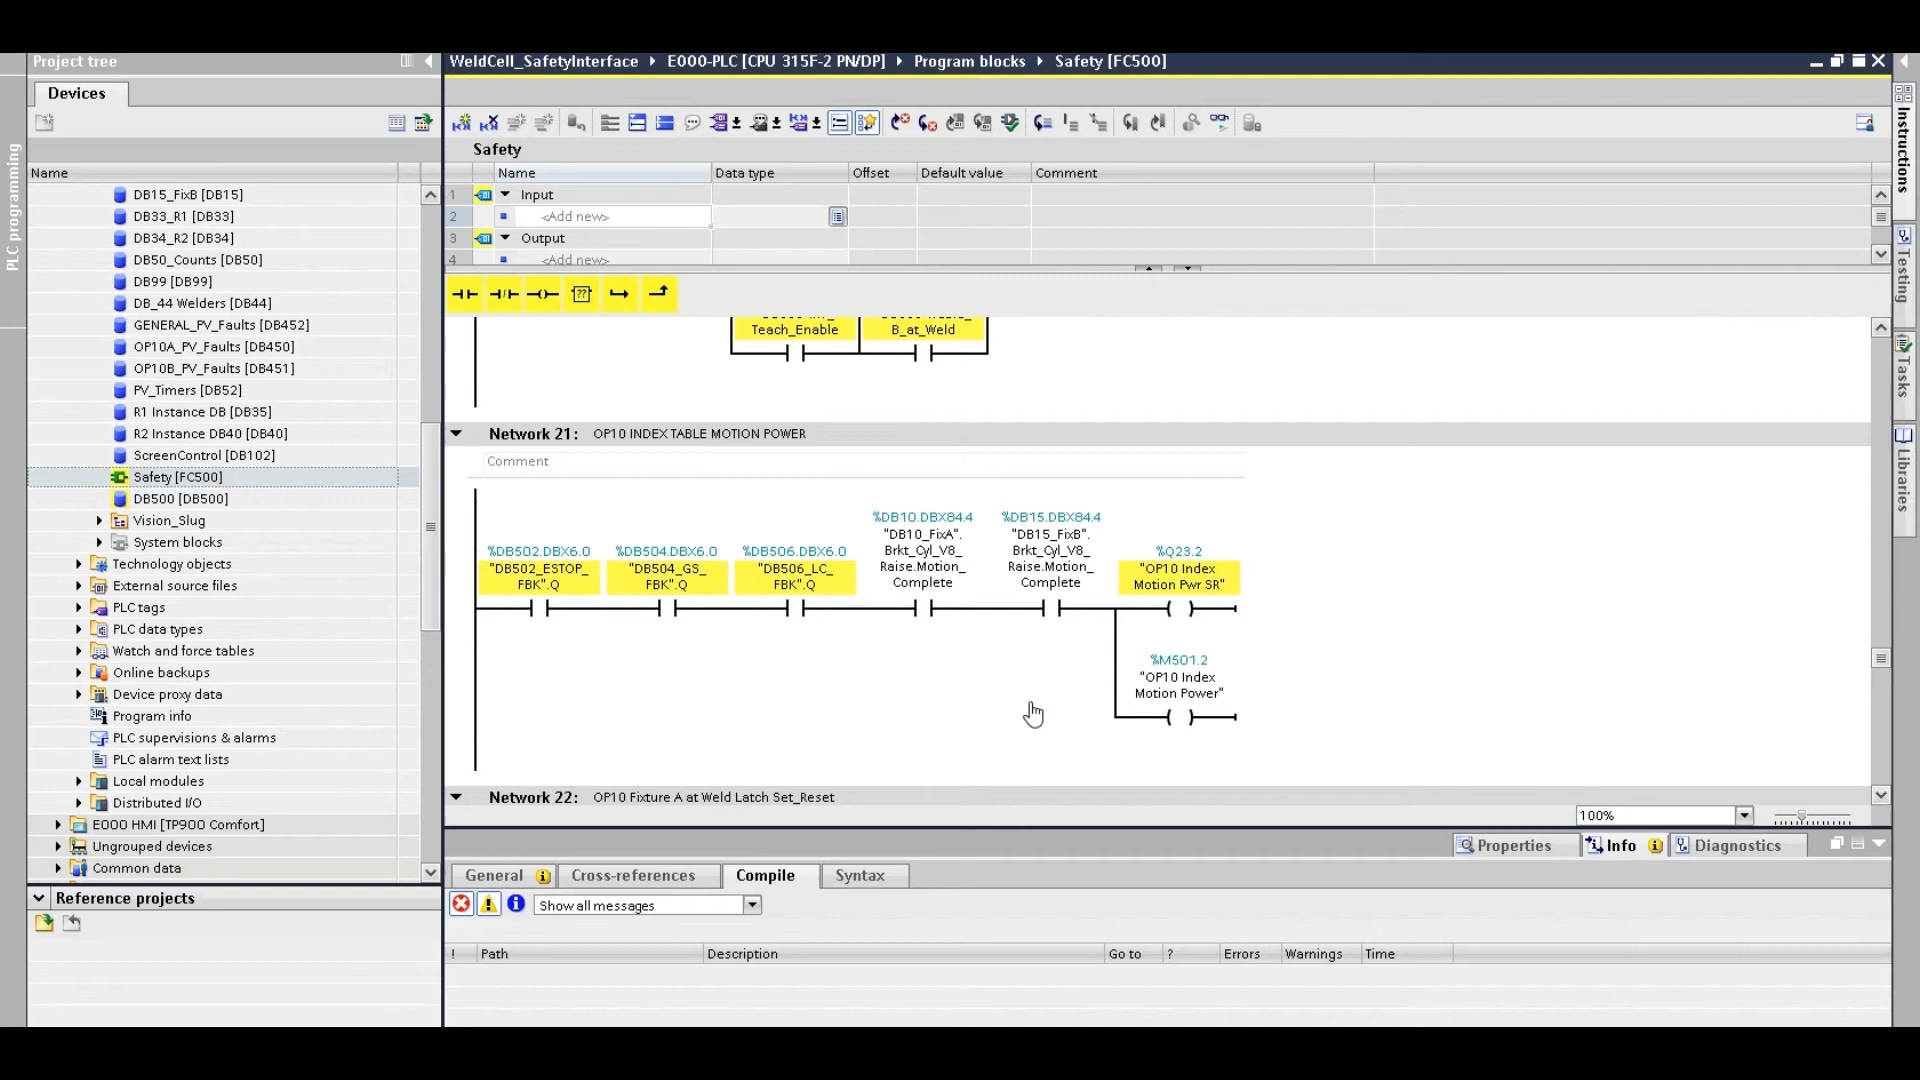 Project tree
WeldCell_SafetyInterface ▸ E000-PLC [CPU 315F-2 PN/DP] ▸ Program blocks ▸ Safety [FC500]
Devices
PLC programming
Name
DB15_FixB [DB15]
DB33_R1 [DB33]
DB34_R2 [DB34]
DB50_Counts [DB50]
DB99 [DB99]
DB_44 Welders [DB44]
GENERAL_PV_Faults [DB452]
OP10A_PV_Faults [DB450]
OP10B_PV_Faults [DB451]
PV_Timers [DB52]
R1 Instance DB [DB35]
R2 Instance DB40 [DB40]
ScreenControl [DB102]
Safety [FC500]
DB500 [DB500]
Vision_Slug
System blocks
Technology objects
External source files
PLC tags
PLC data types
Watch and force tables
Online backups
Device proxy data
Program info
PLC supervisions & alarms
PLC alarm text lists
Local modules
Distributed I/O
E000 HMI [TP900 Comfort]
Ungrouped devices
Common data
Reference projects
Safety
Name Data type Offset Default value Comment
1 Input
2 <Add new>
3 Output
4 <Add new>
??
Teach_Enable
B_at_Weld
Network 21: OP10 INDEX TABLE MOTION POWER
Comment
%DB502.DBX6.0
"DB502_ESTOP_
FBK".Q
%DB504.DBX6.0
"DB504_GS_
FBK".Q
%DB506.DBX6.0
"DB506_LC_
FBK".Q
%DB10.DBX84.4
"DB10_FixA".
Brkt_Cyl_V8_
Raise.Motion_
Complete
%DB15.DBX84.4
"DB15_FixB".
Brkt_Cyl_V8_
Raise.Motion_
Complete
%Q23.2
"OP10 Index
Motion Pwr SR"
%M501.2
"OP10 Index
Motion Power"
Network 22: OP10 Fixture A at Weld Latch Set_Reset
100%
Properties Info Diagnostics
General Cross-references Compile Syntax
Show all messages
! Path Description Go to ? Errors Warnings Time
Instructions
Testing
Tasks
Libraries